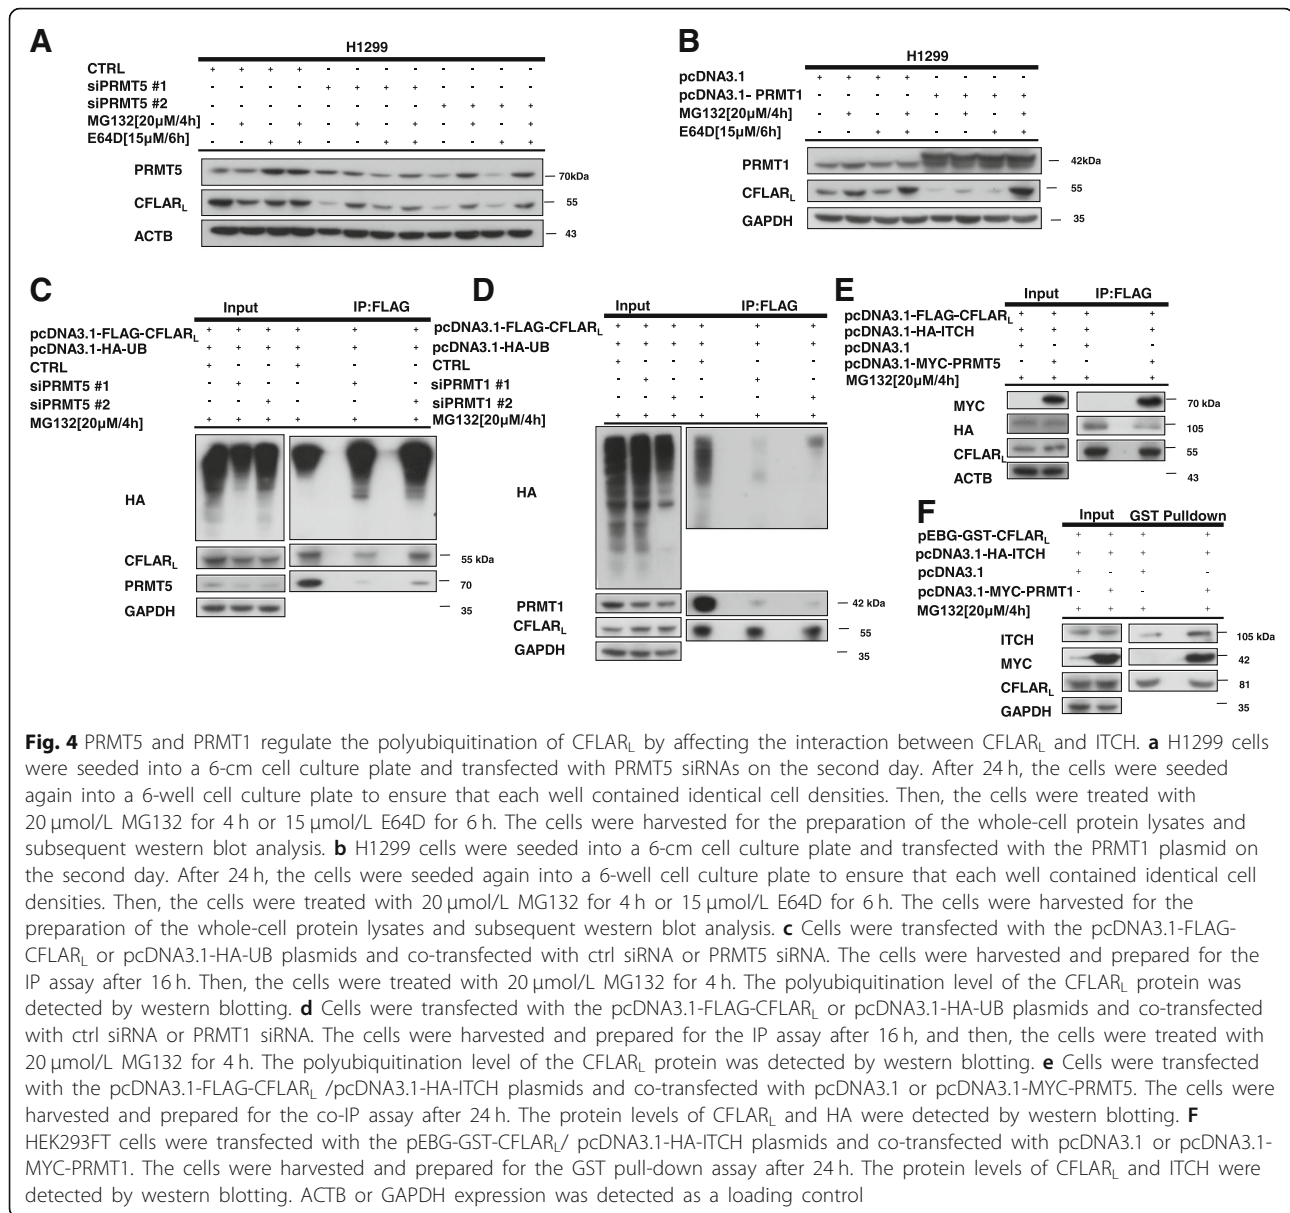 A
H1299
CTRL + + + + - - - - - - - -
siPRMT5 #1 - - - - + + + + - - - -
siPRMT5 #2 - - - - - - - - + + + +
MG132[20μM/4h] - + - + - + - + - + - +
E64D[15μM/6h] - - + + - - + + - - + +
PRMT5 70kDa
CFLARL 55
ACTB 43
B
H1299
pcDNA3.1 + + + + - - - -
pcDNA3.1- PRMT1 - - - - + + + +
MG132[20μM/4h] - + - + - + - +
E64D[15μM/6h] - - + + - - + +
PRMT1 42kDa
CFLARL 55
GAPDH 35
C
Input IP:FLAG
pcDNA3.1-FLAG-CFLARL + + + + + +
pcDNA3.1-HA-UB + + + + + +
CTRL + - - + - -
siPRMT5 #1 - + - - + -
siPRMT5 #2 - - + - - +
MG132[20μM/4h] + + + + + +
HA
CFLARL 55 kDa
PRMT5 70
GAPDH 35
D
Input IP:FLAG
pcDNA3.1-FLAG-CFLARL + + + + + +
pcDNA3.1-HA-UB + + + + + +
CTRL + - - + - -
siPRMT1 #1 - + - - + -
siPRMT1 #2 - - + - - +
MG132[20μM/4h] + + + + + +
HA
PRMT1 42 kDa
CFLARL 55
GAPDH 35
E
Input IP:FLAG
pcDNA3.1-FLAG-CFLARL + + + +
pcDNA3.1-HA-ITCH + + + +
pcDNA3.1 + - + -
pcDNA3.1-MYC-PRMT5 - + - +
MG132[20μM/4h] + + + +
MYC 70 kDa
HA 105
CFLARL 55
ACTB 43
F
Input GST Pulldown
pEBG-GST-CFLARL + + + +
pcDNA3.1-HA-ITCH + + + +
pcDNA3.1 + - + -
pcDNA3.1-MYC-PRMT1 - + - +
MG132[20μM/4h] + + + +
ITCH 105 kDa
MYC 42
CFLARL 81
GAPDH 35
Fig. 4 PRMT5 and PRMT1 regulate the polyubiquitination of CFLARL by affecting the interaction between CFLARL and ITCH. a H1299 cells
were seeded into a 6-cm cell culture plate and transfected with PRMT5 siRNAs on the second day. After 24 h, the cells were seeded
again into a 6-well cell culture plate to ensure that each well contained identical cell densities. Then, the cells were treated with
20 μmol/L MG132 for 4 h or 15 μmol/L E64D for 6 h. The cells were harvested for the preparation of the whole-cell protein lysates and
subsequent western blot analysis. b H1299 cells were seeded into a 6-cm cell culture plate and transfected with the PRMT1 plasmid on
the second day. After 24 h, the cells were seeded again into a 6-well cell culture plate to ensure that each well contained identical cell
densities. Then, the cells were treated with 20 μmol/L MG132 for 4 h or 15 μmol/L E64D for 6 h. The cells were harvested for the
preparation of the whole-cell protein lysates and subsequent western blot analysis. c Cells were transfected with the pcDNA3.1-FLAG-
CFLARL or pcDNA3.1-HA-UB plasmids and co-transfected with ctrl siRNA or PRMT5 siRNA. The cells were harvested and prepared for the
IP assay after 16 h. Then, the cells were treated with 20 μmol/L MG132 for 4 h. The polyubiquitination level of the CFLARL protein was
detected by western blotting. d Cells were transfected with the pcDNA3.1-FLAG-CFLARL or pcDNA3.1-HA-UB plasmids and co-transfected
with ctrl siRNA or PRMT1 siRNA. The cells were harvested and prepared for the IP assay after 16 h, and then, the cells were treated with
20 μmol/L MG132 for 4 h. The polyubiquitination level of the CFLARL protein was detected by western blotting. e Cells were transfected
with the pcDNA3.1-FLAG-CFLARL /pcDNA3.1-HA-ITCH plasmids and co-transfected with pcDNA3.1 or pcDNA3.1-MYC-PRMT5. The cells were
harvested and prepared for the co-IP assay after 24 h. The protein levels of CFLARL and HA were detected by western blotting. F
HEK293FT cells were transfected with the pEBG-GST-CFLARL/ pcDNA3.1-HA-ITCH plasmids and co-transfected with pcDNA3.1 or pcDNA3.1-
MYC-PRMT1. The cells were harvested and prepared for the GST pull-down assay after 24 h. The protein levels of CFLARL and ITCH were
detected by western blotting. ACTB or GAPDH expression was detected as a loading control